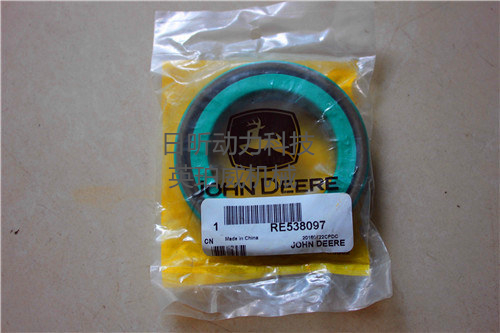 日昕动力科技
JOHN DEERE
1 RE538097
CN Made in China
JOHN DEERE